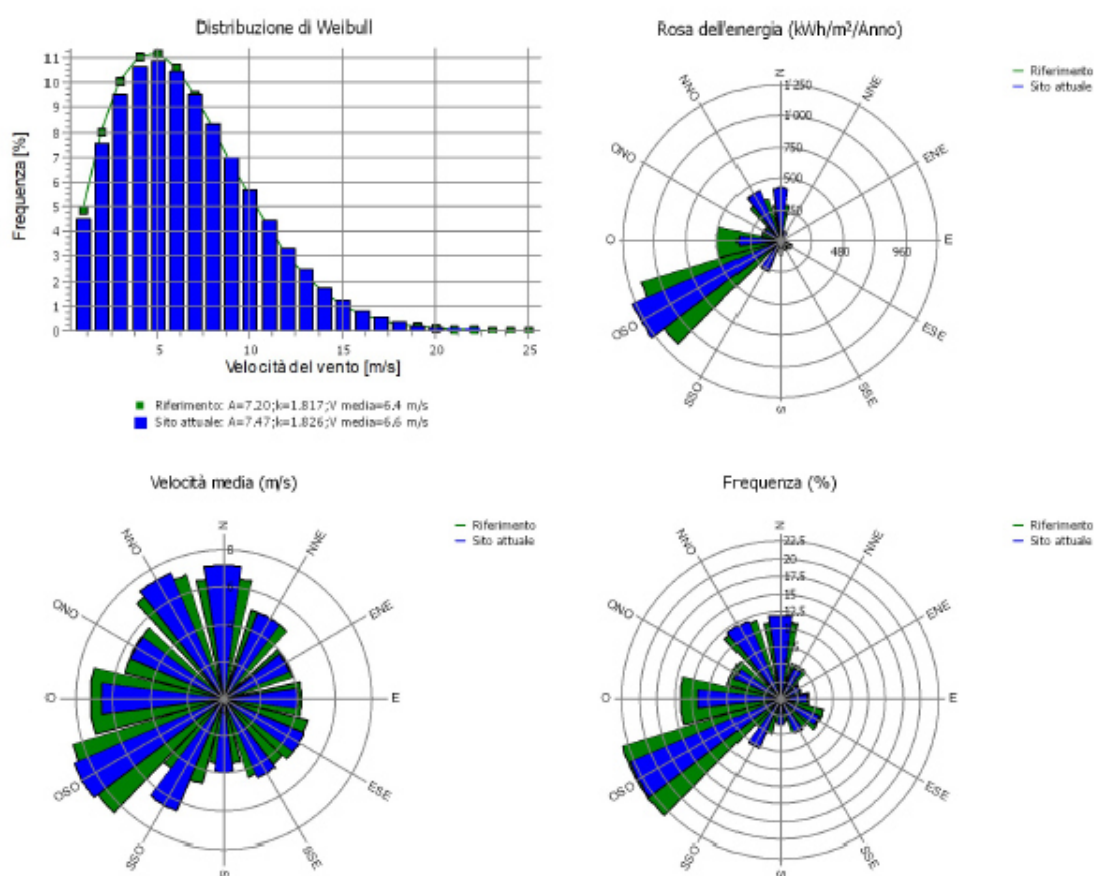 Distribuzione di Weibull
Frequenza [%]
11
10
9
8
7
6
5
4
3
2
1
0
5
10
15
20
25
Velocità del vento [m/s]
Riferimento: A=7.20;k=1.817;V media=6.4 m/s
Sito attuale: A=7.47;k=1.826;V media=6.6 m/s
Rosa dell'energia (kWh/m²/Anno)
Riferimento
Sito attuale
N
NNE
ENE
E
ESE
SSE
S
SSO
OSO
O
ONO
NNO
1'250
1'000
750
500
480
960
Velocità media (m/s)
Riferimento
Sito attuale
N
NNE
ENE
E
ESE
SSE
S
SSO
OSO
O
ONO
NNO
8
Frequenza (%)
Riferimento
Sito attuale
N
NNE
ENE
E
ESE
SSE
S
SSO
OSO
O
ONO
NNO
22.5
20
17.5
15
12.5